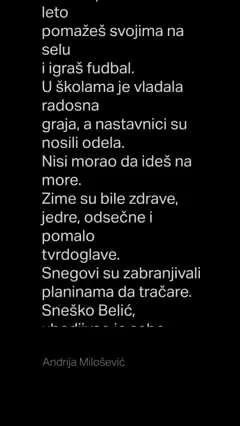 leto
pomažeš svojima na
selu
i igraš fudbal.
U školama je vladala
radosna
graja, a nastavnici su
nosili odela.
Nisi morao da ideš na
more.
Zime su bile zdrave,
jedre, odsečne i
pomalo
tvrdoglave.
Snegovi su zabranjivali
planinama da tračare.
Sneško Belić,
Andrija Milošević